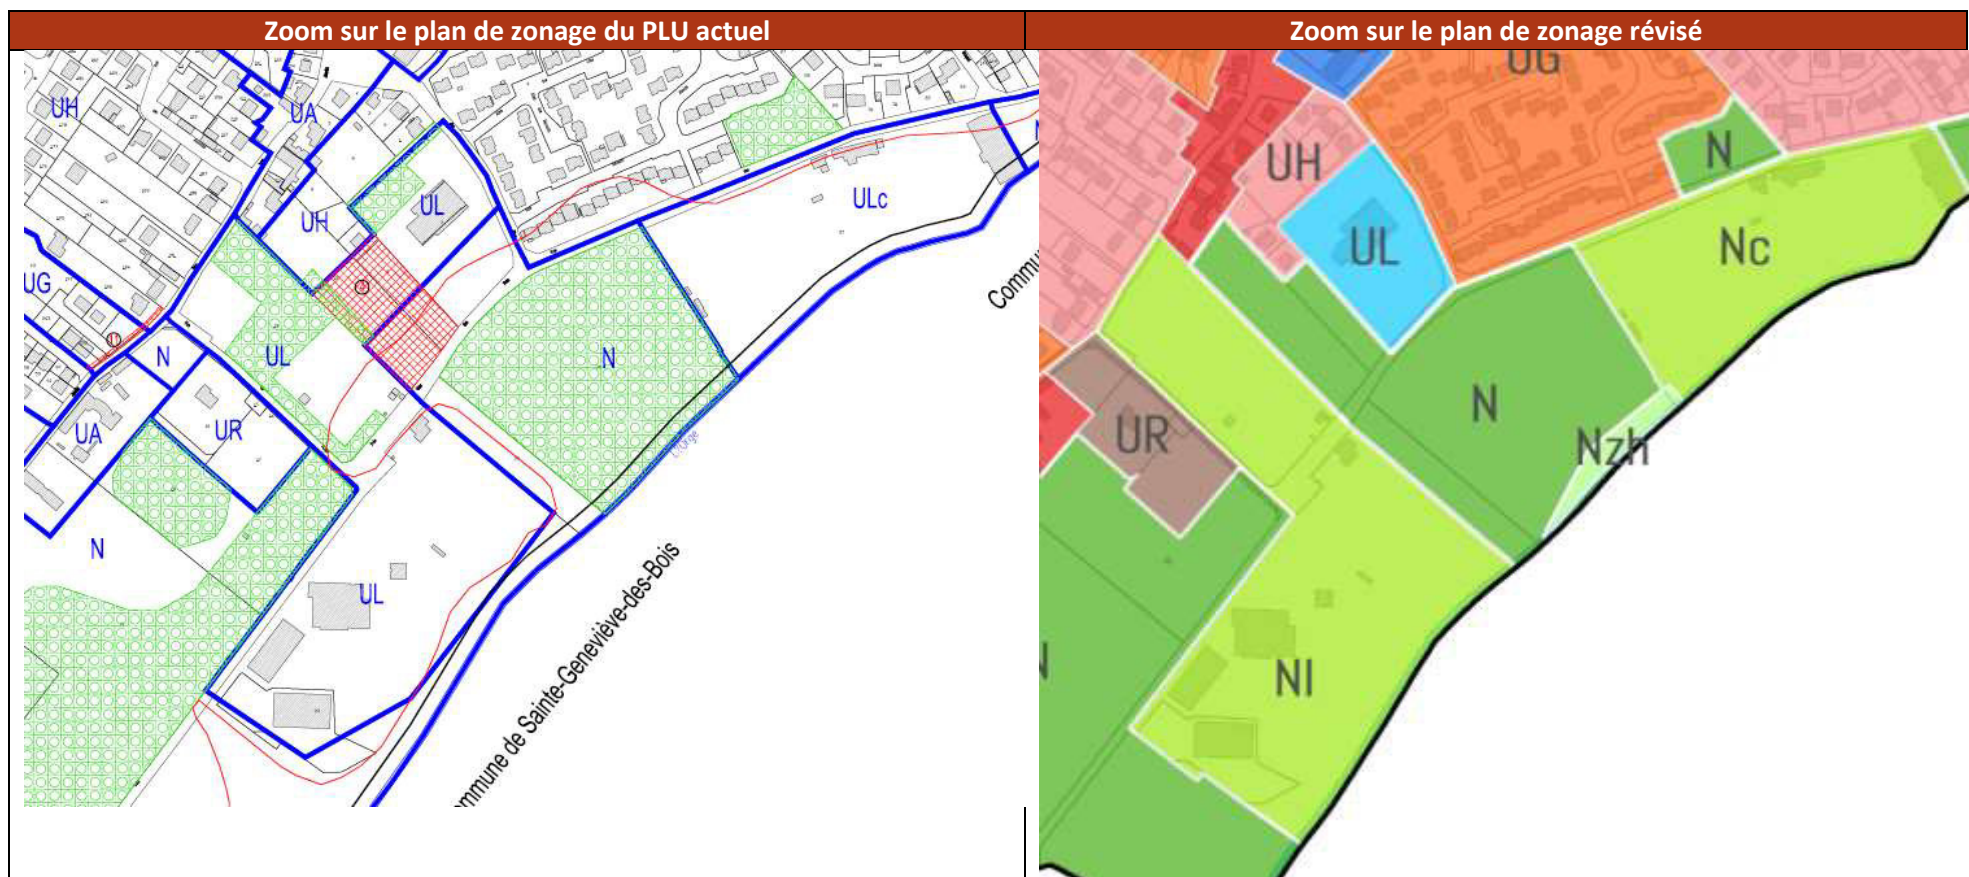 Zoom sur le plan de zonage du PLU actuel
Zoom sur le plan de zonage révisé
UH
UA
UL
ULc
UH
UG
N
UL
N
UA
UR
N
UL
L'Orge
Commune de Sainte-Geneviève-des-Bois
Commun
UG
N
UH
Nc
UL
N
UR
Nzh
N
Nl